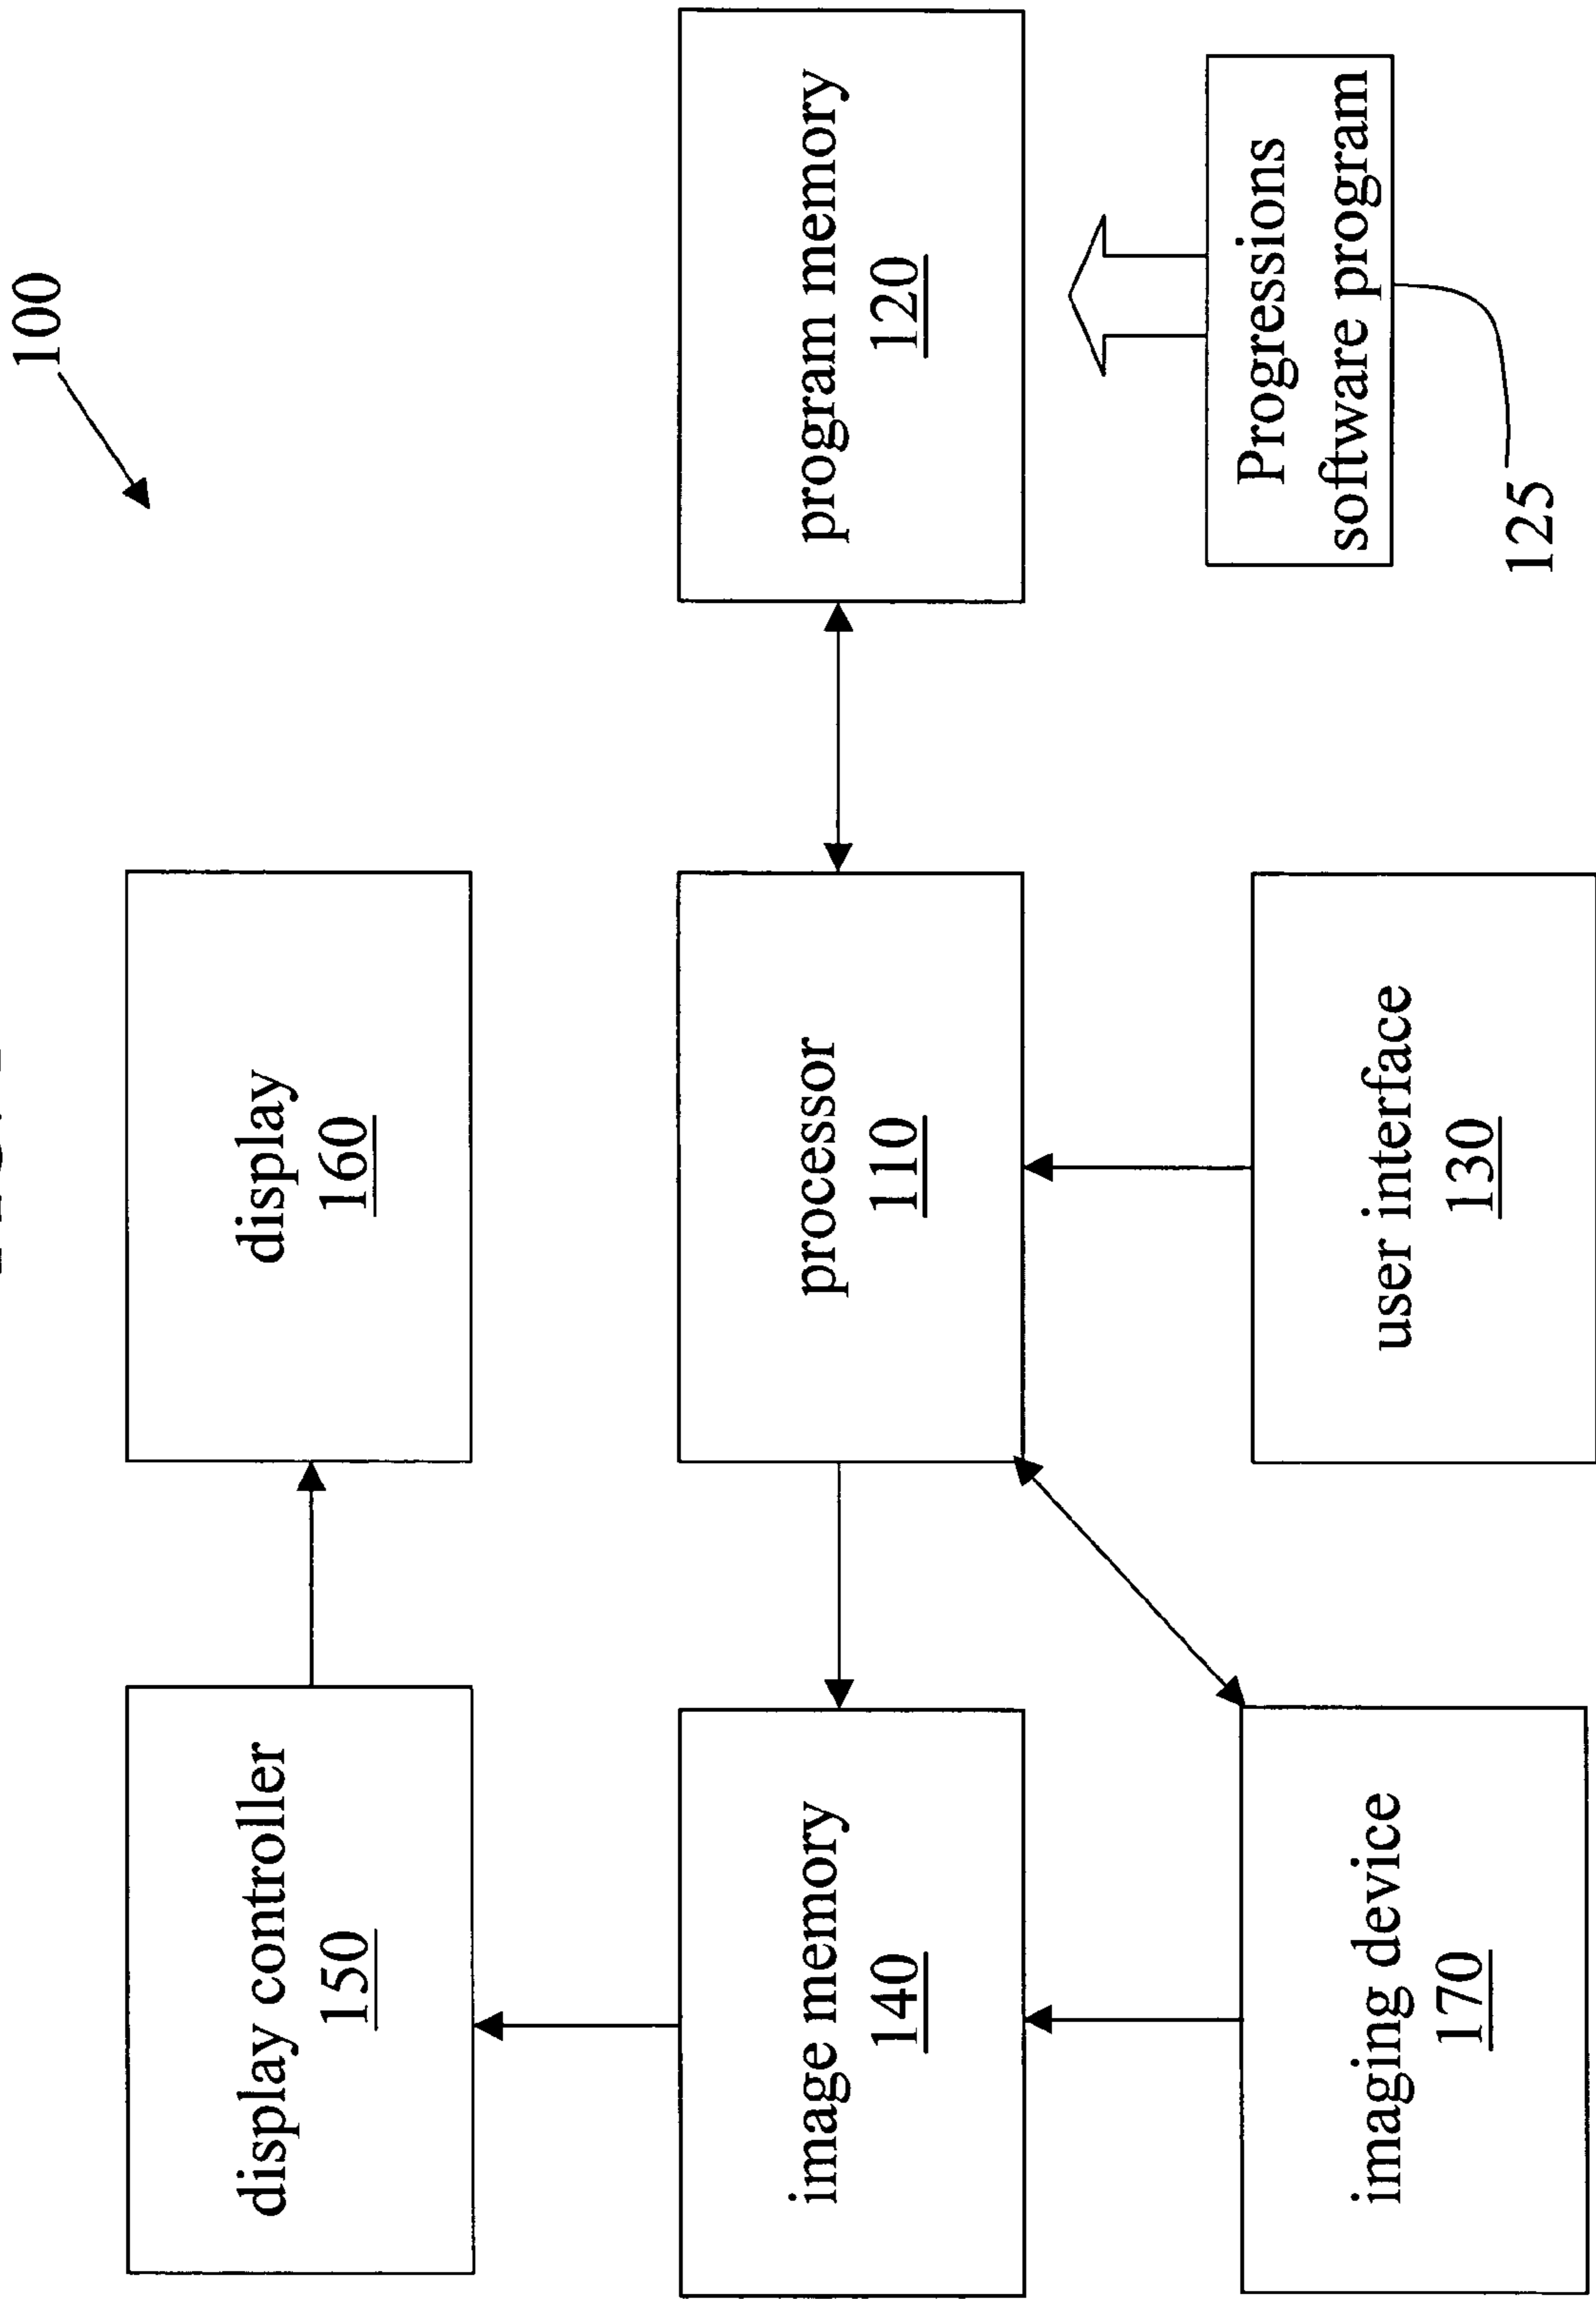 100
display controller
150
display
160
image memory
140
processor
110
program memory
120
imaging device
170
user interface
130
Progressions
software program
125